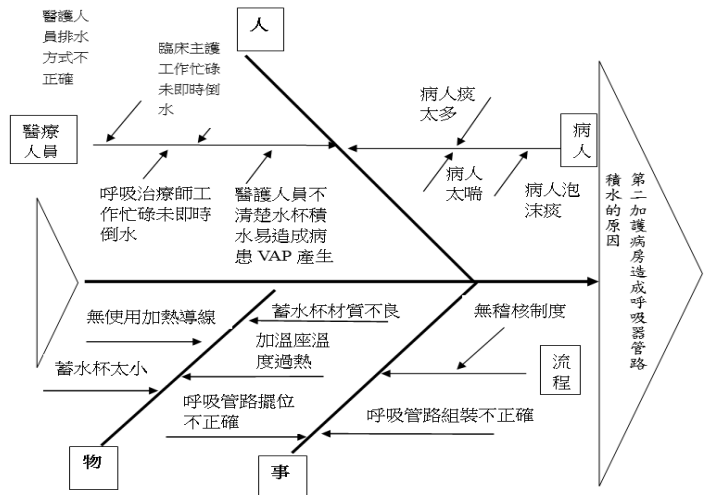 醫護人
員排水
方式不
正確
人
臨床主護
工作忙碌
未即時倒
水
病人痰
太多
醫療
人員
病
人
呼吸治療師工
作忙碌未即時
倒水
醫護人員不
清楚水杯積
水易造成病
患 VAP 產生
病人
太喘
病人泡
沫痰
第二加護病房造成呼吸器管路
積水的原因
無使用加熱導線
蓄水杯材質不良
無稽核制度
蓄水杯太小
加溫座溫
度過熱
流
程
呼吸管路擺位
不正確
呼吸管路組裝不正確
物
事